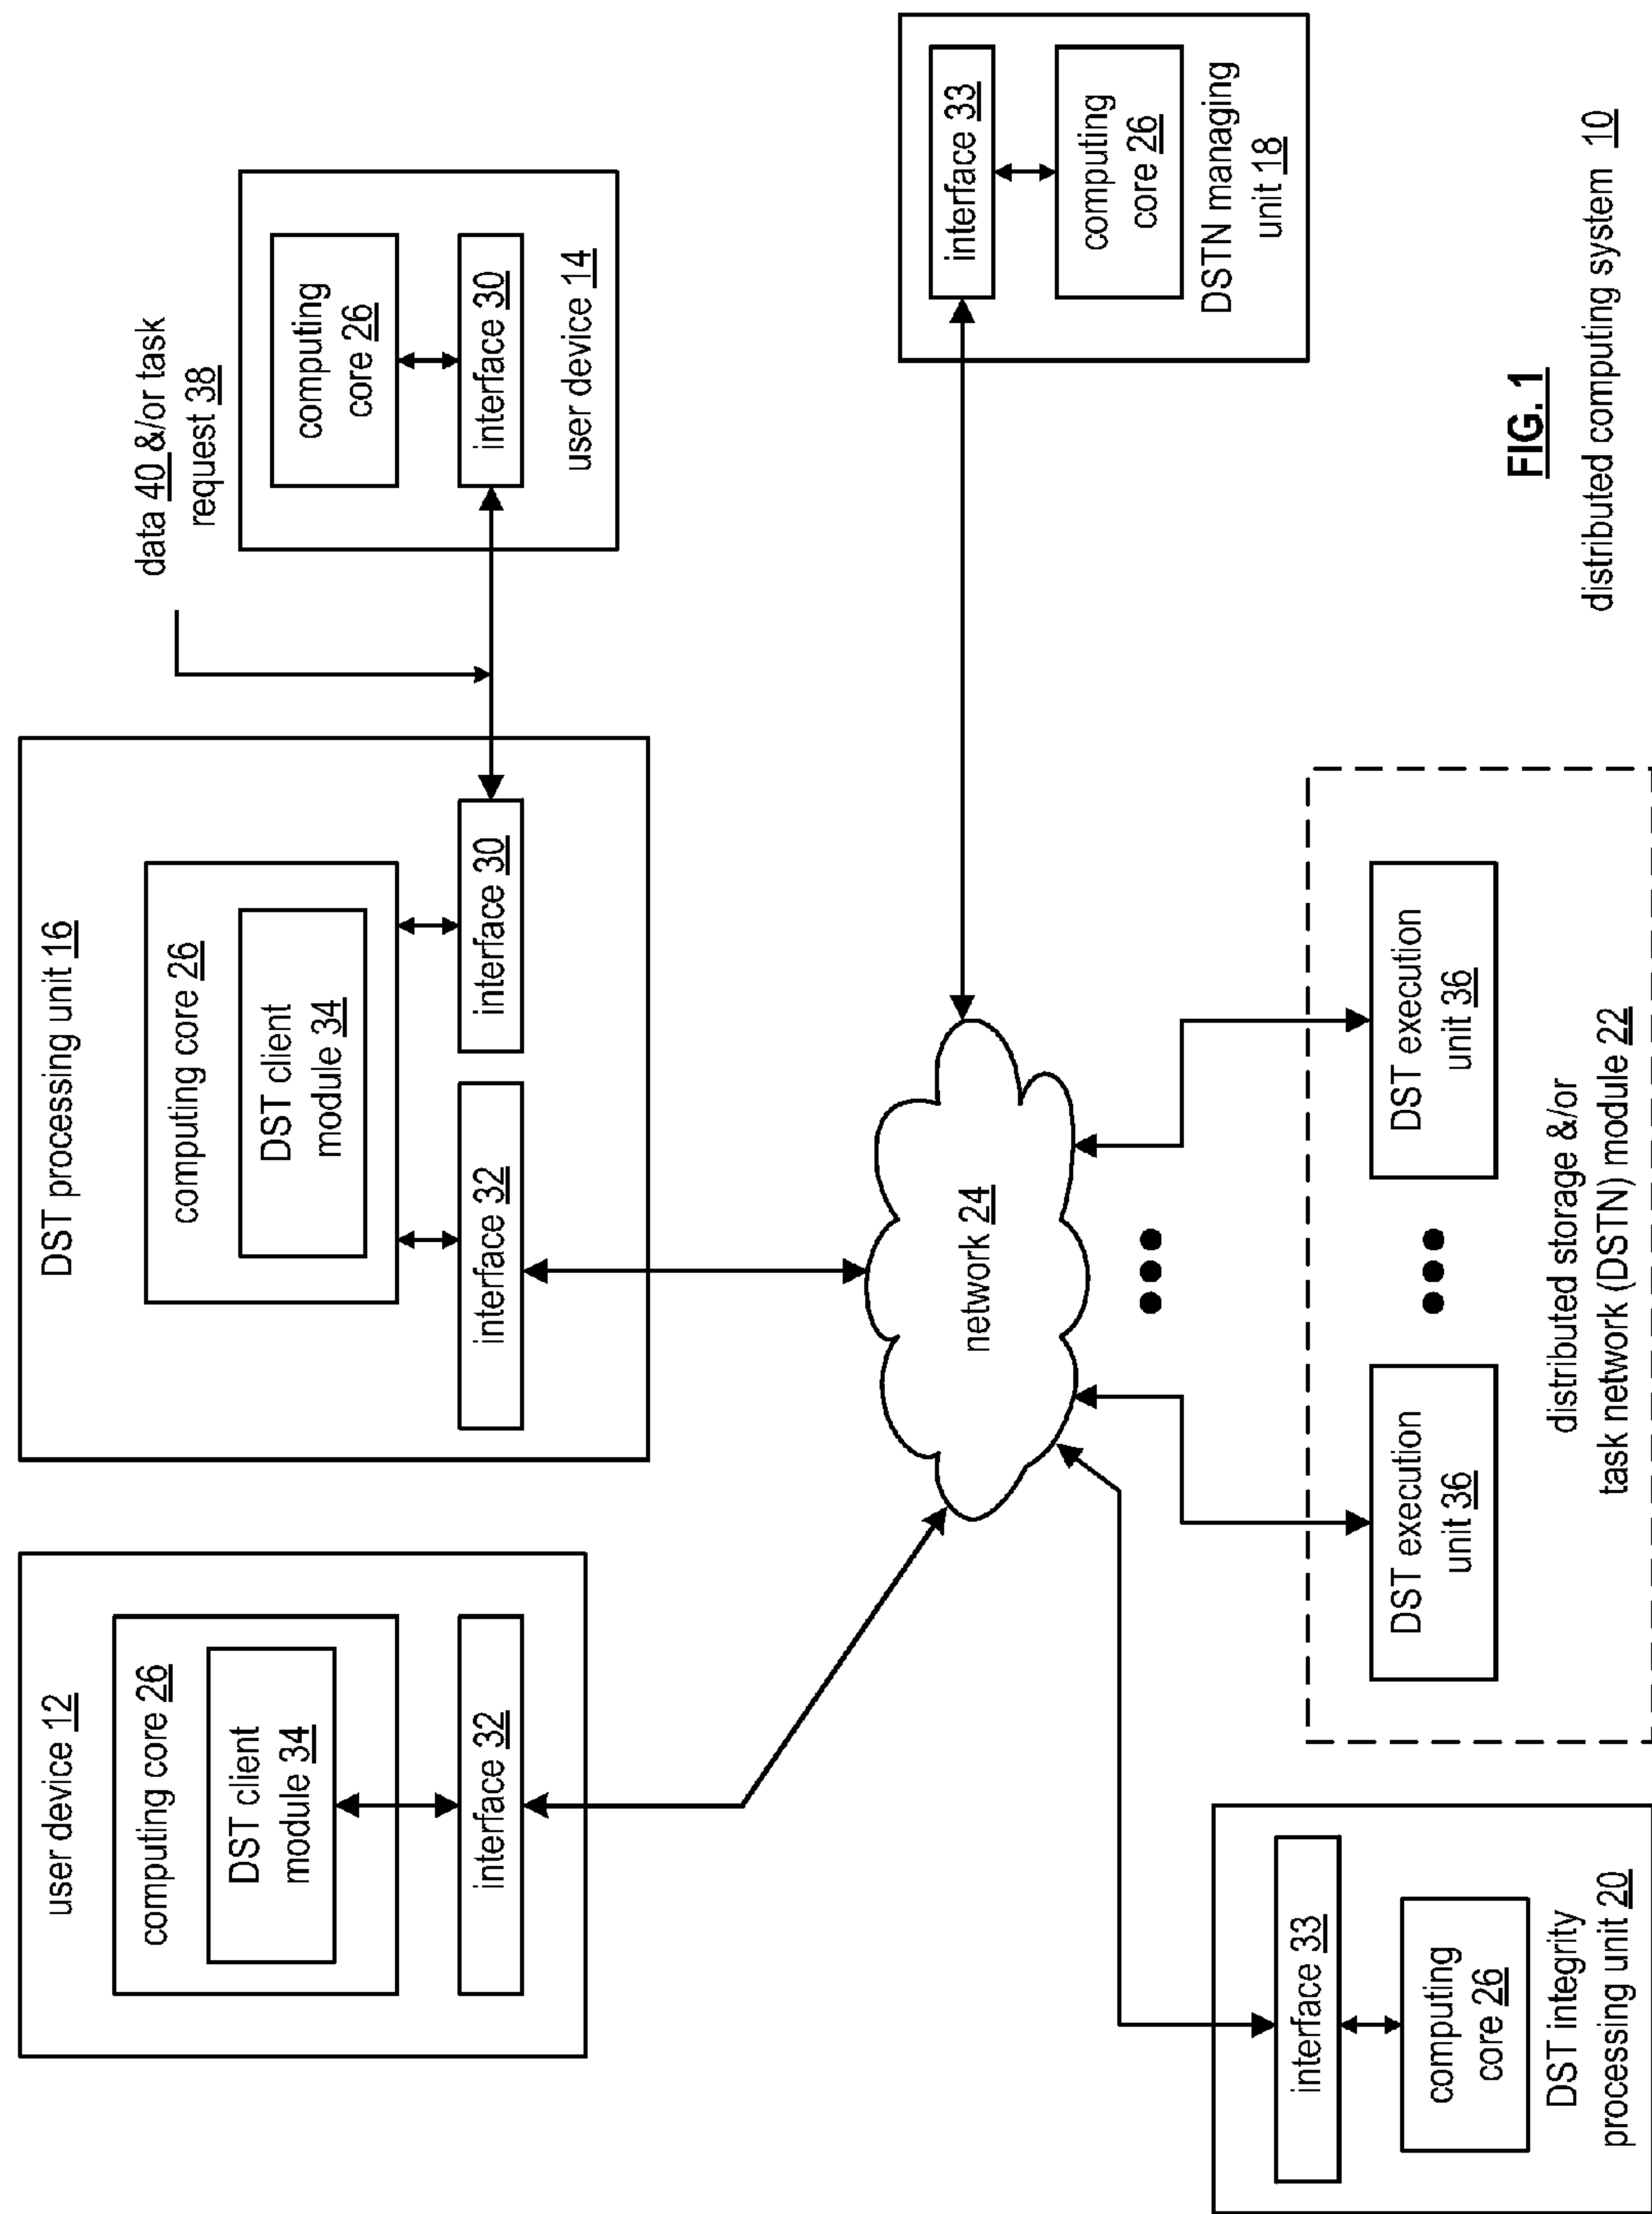 user device 12
computing core 26
DST client
module 34
interface 32
DST processing unit 16
computing core 26
DST client
module 34
interface 32
interface 30
data 40 &/or task
request 38
computing
core 26
interface 30
user device 14
network 24
interface 33
computing
core 26
DSTN managing
unit 18
interface 33
computing
core 26
DST integrity
processing unit 20
DST execution
unit 36
DST execution
unit 36
distributed storage &/or
task network (DSTN) module 22
FIG. 1
distributed computing system 10